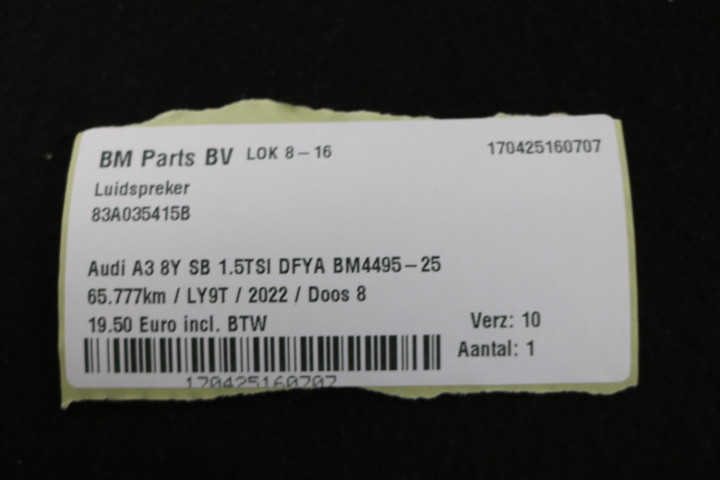 BM Parts BV LOK 8-16 170425160707
Luidspreker
83A035415B
Audi A3 8Y SB 1.5TSI DFYA BM4495-25
65.777km / LY9T / 2022 / Doos 8
19.50 Euro incl. BTW Verz: 10
Aantal: 1
170425160707